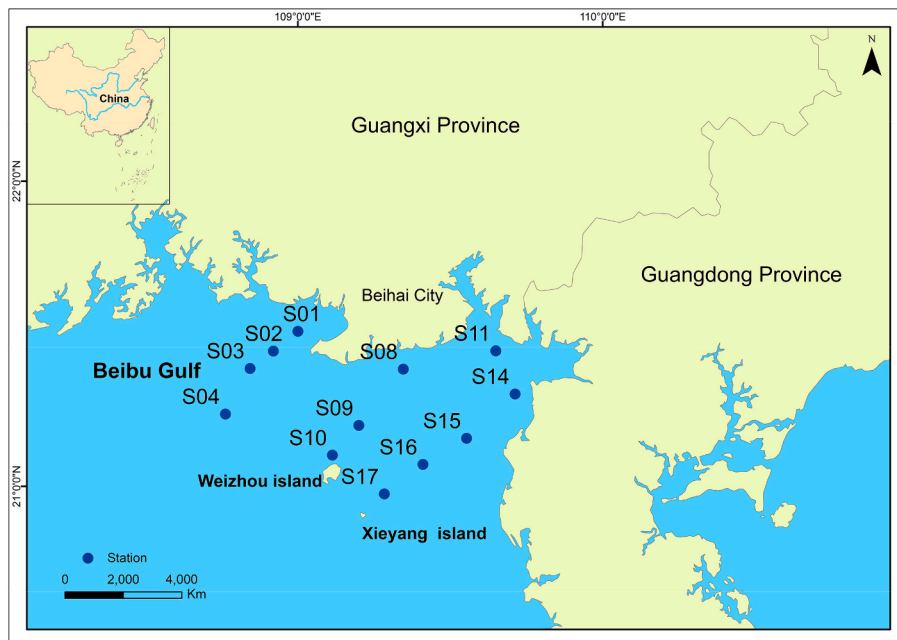 109°0'0"E
110°0'0"E
N
China
Guangxi Province
22°0'0"N
Guangdong Province
Beihai City
S01
S02
S11
S03
S08
Beibu Gulf
S14
S04
S09
S15
S10
S16
Weizhou island
S17
21°0'0"N
Xieyang island
Station
0 2,000 4,000
Km